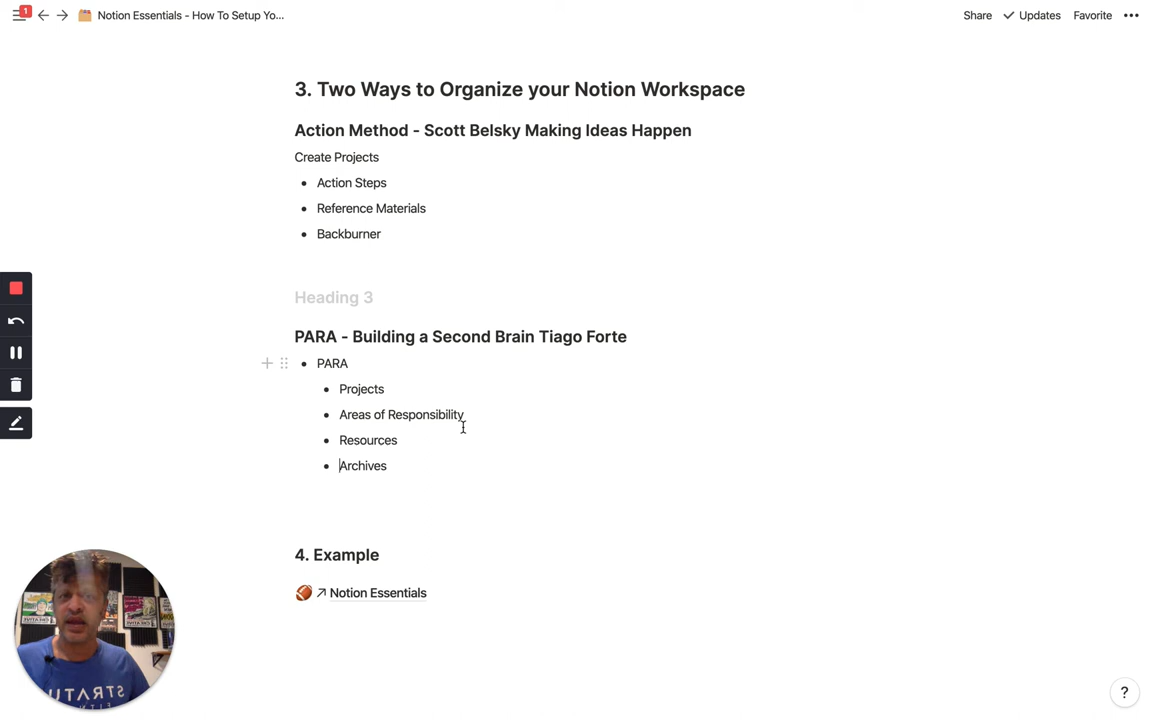 1
Notion Essentials - How To Setup Yo...
Share
Updates
Favorite
3. Two Ways to Organize your Notion Workspace
Action Method - Scott Belsky Making Ideas Happen
Create Projects
Action Steps
Reference Materials
Backburner
Heading 3
PARA - Building a Second Brain Tiago Forte
PARA
Projects
Areas of Responsibility
Resources
Archives
4. Example
Notion Essentials
?